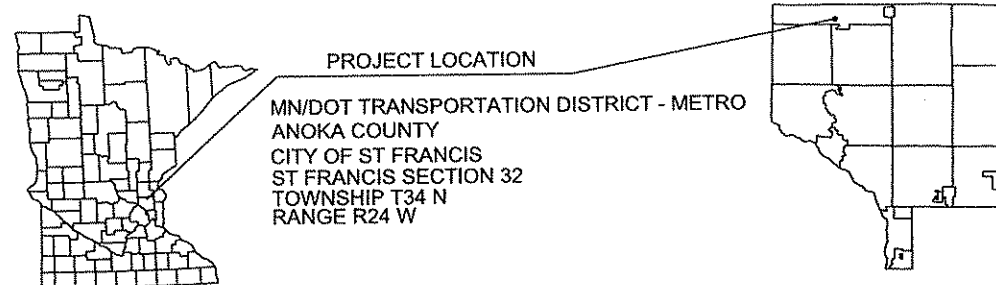 PROJECT LOCATION
MN/DOT TRANSPORTATION DISTRICT - METRO
ANOKA COUNTY
CITY OF ST FRANCIS
ST FRANCIS SECTION 32
TOWNSHIP T34 N
RANGE R24 W